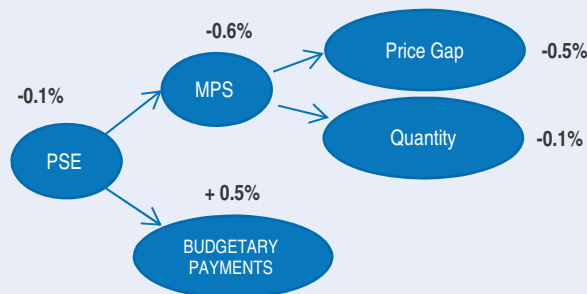 -0.6%
Price Gap
-0.5%
-0.1%
MPS
Quantity
-0.1%
PSE
+ 0.5%
BUDGETARY
PAYMENTS